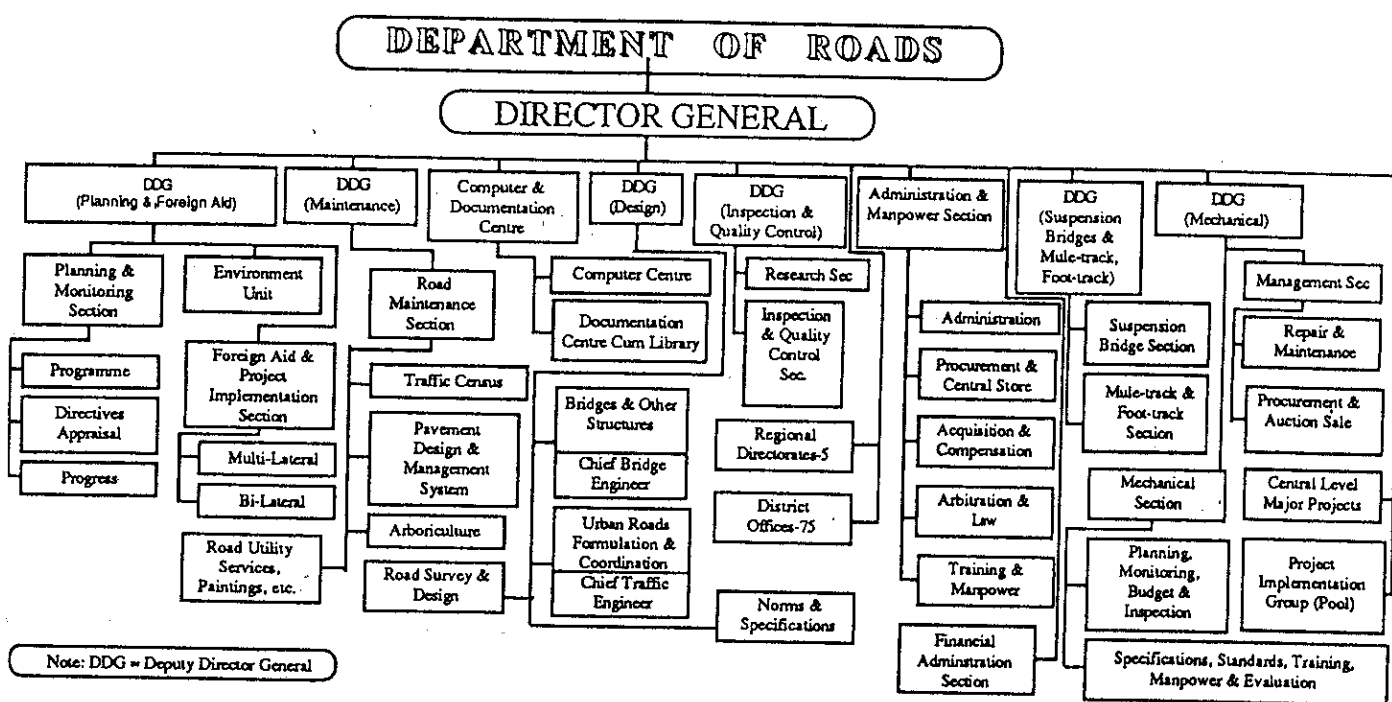 DEPARTMENT OF ROADS
DIRECTOR GENERAL
DDG
(Planning & Foreign Aid)
DDG
(Maintenance)
Computer &
Documentation
Centre
DDG
(Design)
DDG
(Inspection &
Quality Control)
Administration &
Manpower Section
DDG
(Suspension
Bridges &
Mule-track,
Foot-track)
DDG
(Mechanical)
Planning &
Monitoring
Section
Environment
Unit
Programme
Directives
Appraisal
Progress
Foreign Aid &
Project
Implementation
Section
Multi-Lateral
Bi-Lateral
Road
Maintenance
Section
Traffic Census
Pavement
Design &
Management
System
Arboriculture
Road Utility
Services,
Paintings, etc.
Computer Centre
Documentation
Centre Cum Library
Bridges & Other
Structures
Chief Bridge
Engineer
Urban Roads
Formulation &
Coordination
Chief Traffic
Engineer
Road Survey &
Design
Norms &
Specifications
Research Sec
Inspection
& Quality
Control
Sec.
Regional
Directorates-5
District
Offices-75
Administration
Procurement &
Central Store
Acquisition &
Compensation
Arbitration &
Law
Training &
Manpower
Financial
Adminstration
Section
Suspension
Bridge Section
Mule-track &
Foot-track
Section
Management Sec
Repair &
Maintenance
Procurement &
Auction Sale
Mechanical
Section
Planning,
Monitoring,
Budget &
Inspection
Specifications, Standards, Training,
Manpower & Evaluation
Central Level
Major Projects
Project
Implementation
Group (Pool)
Note: DDG = Deputy Director General